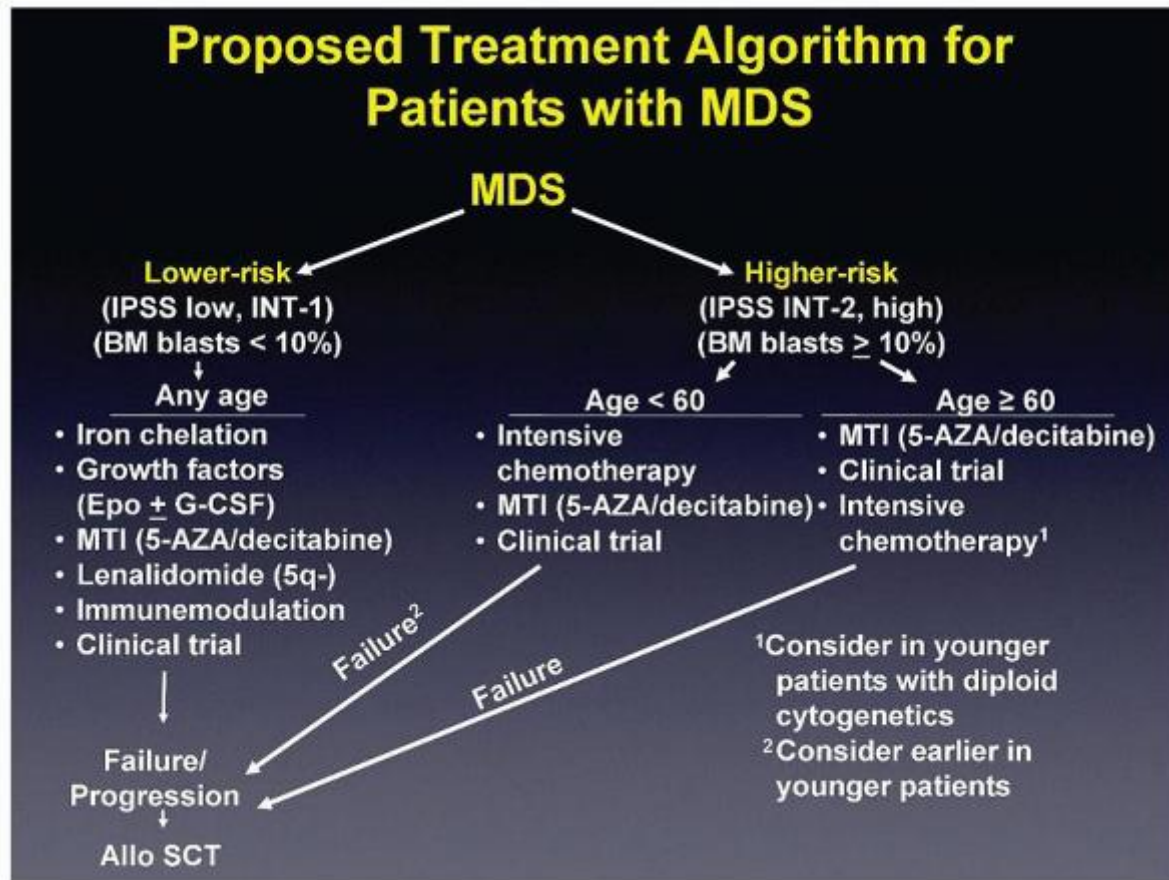 Proposed Treatment Algorithm for
Patients with MDS
MDS
Lower-risk
(IPSS low, INT-1)
(BM blasts < 10%)
Any age
• Iron chelation
• Growth factors
(Epo ± G-CSF)
• MTI (5-AZA/decitabine)
• Lenalidomide (5q-)
• Immunemodulation
• Clinical trial
Higher-risk
(IPSS INT-2, high)
(BM blasts ≥ 10%)
Age < 60
• Intensive
chemotherapy
• MTI (5-AZA/decitabine)
• Clinical trial
Age ≥ 60
• MTI (5-AZA/decitabine)
• Clinical trial
• Intensive
chemotherapy¹
Failure²
Failure
Failure/
Progression
Allo SCT
¹Consider in younger
patients with diploid
cytogenetics
²Consider earlier in
younger patients